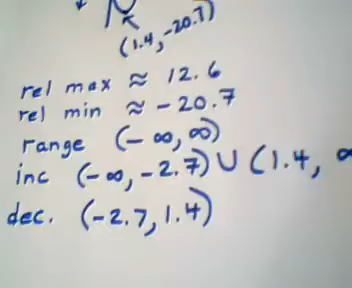 (1.4, -20.7)
rel max ≈ 12.6
rel min ≈ -20.7
range (-∞, ∞)
inc (-∞, -2.7) ∪ (1.4, ∞
dec. (-2.7, 1.4)